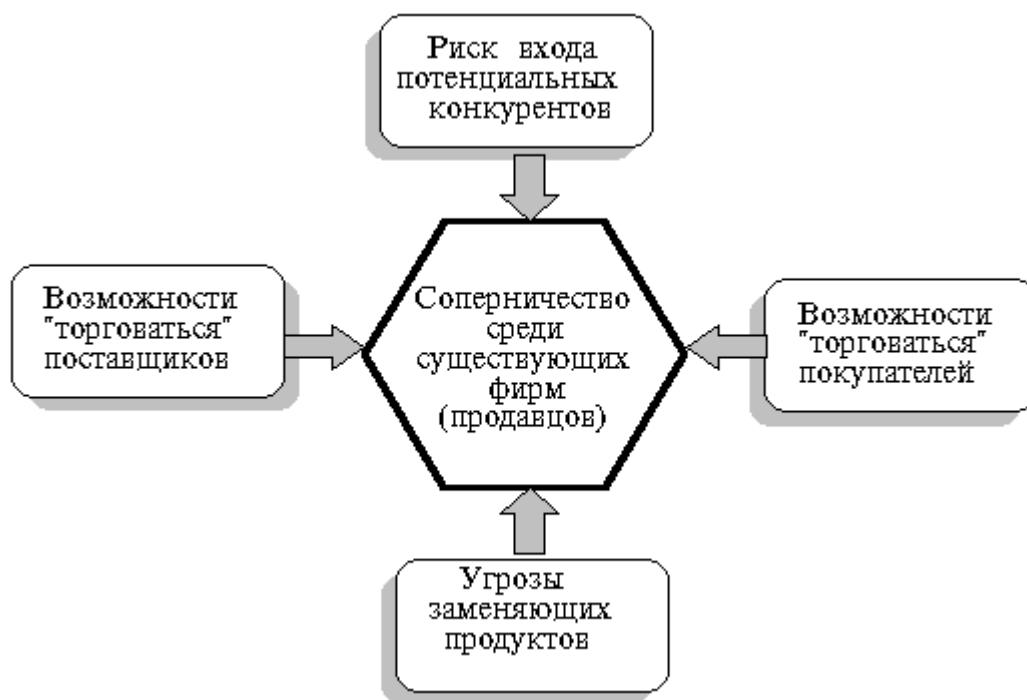 Риск входа
потенциальных
конкурентов
Возможности
"торговаться"
поставщиков
Соперничество
среди
существующих
фирм
(продавцов)
Возможности
"торговаться"
покупателей
Угрозы
заменяющих
продуктов